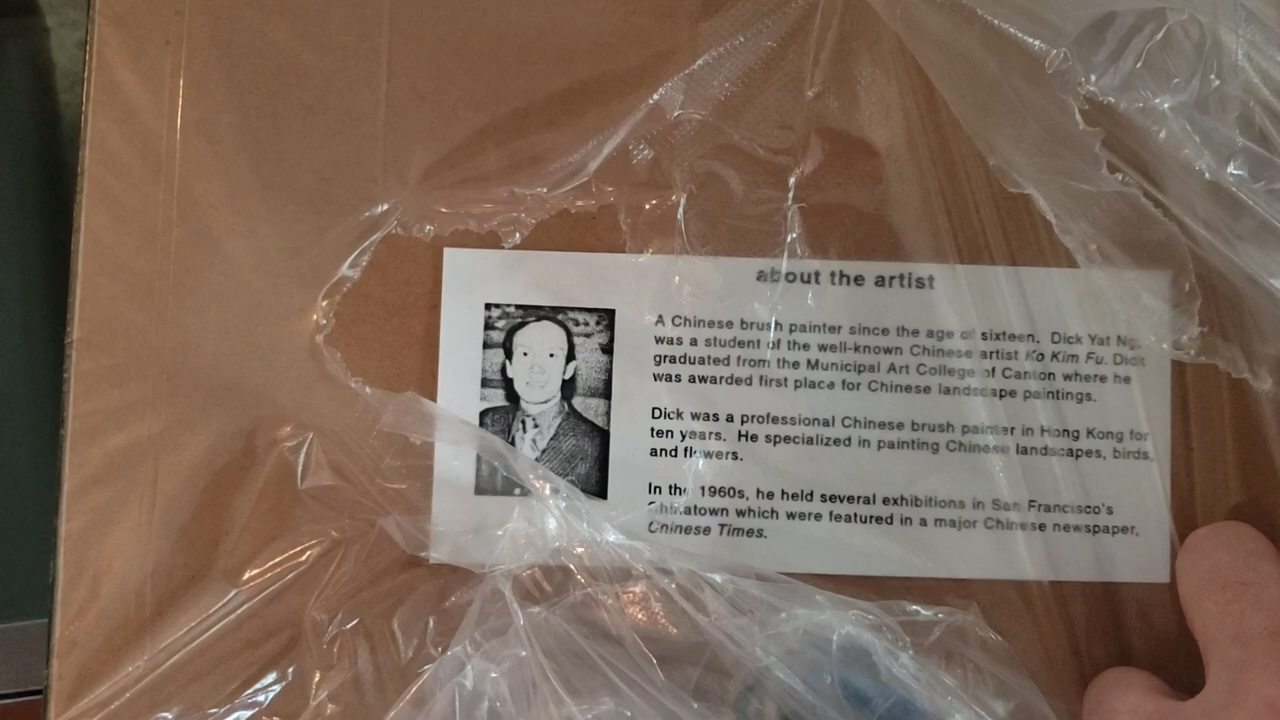 about the artist
A Chinese brush painter since the age of sixteen. Dick Yat Ng,
was a student of the well-known Chinese artist Ko Kim Fu. Dick
graduated from the Municipal Art College of Canton where he
was awarded first place for Chinese landscape paintings.
Dick was a professional Chinese brush painter in Hong Kong for
ten years. He specialized in painting Chinese landscapes, birds,
and flowers.
In the 1960s, he held several exhibitions in San Francisco's
Chinatown which were featured in a major Chinese newspaper,
Chinese Times.